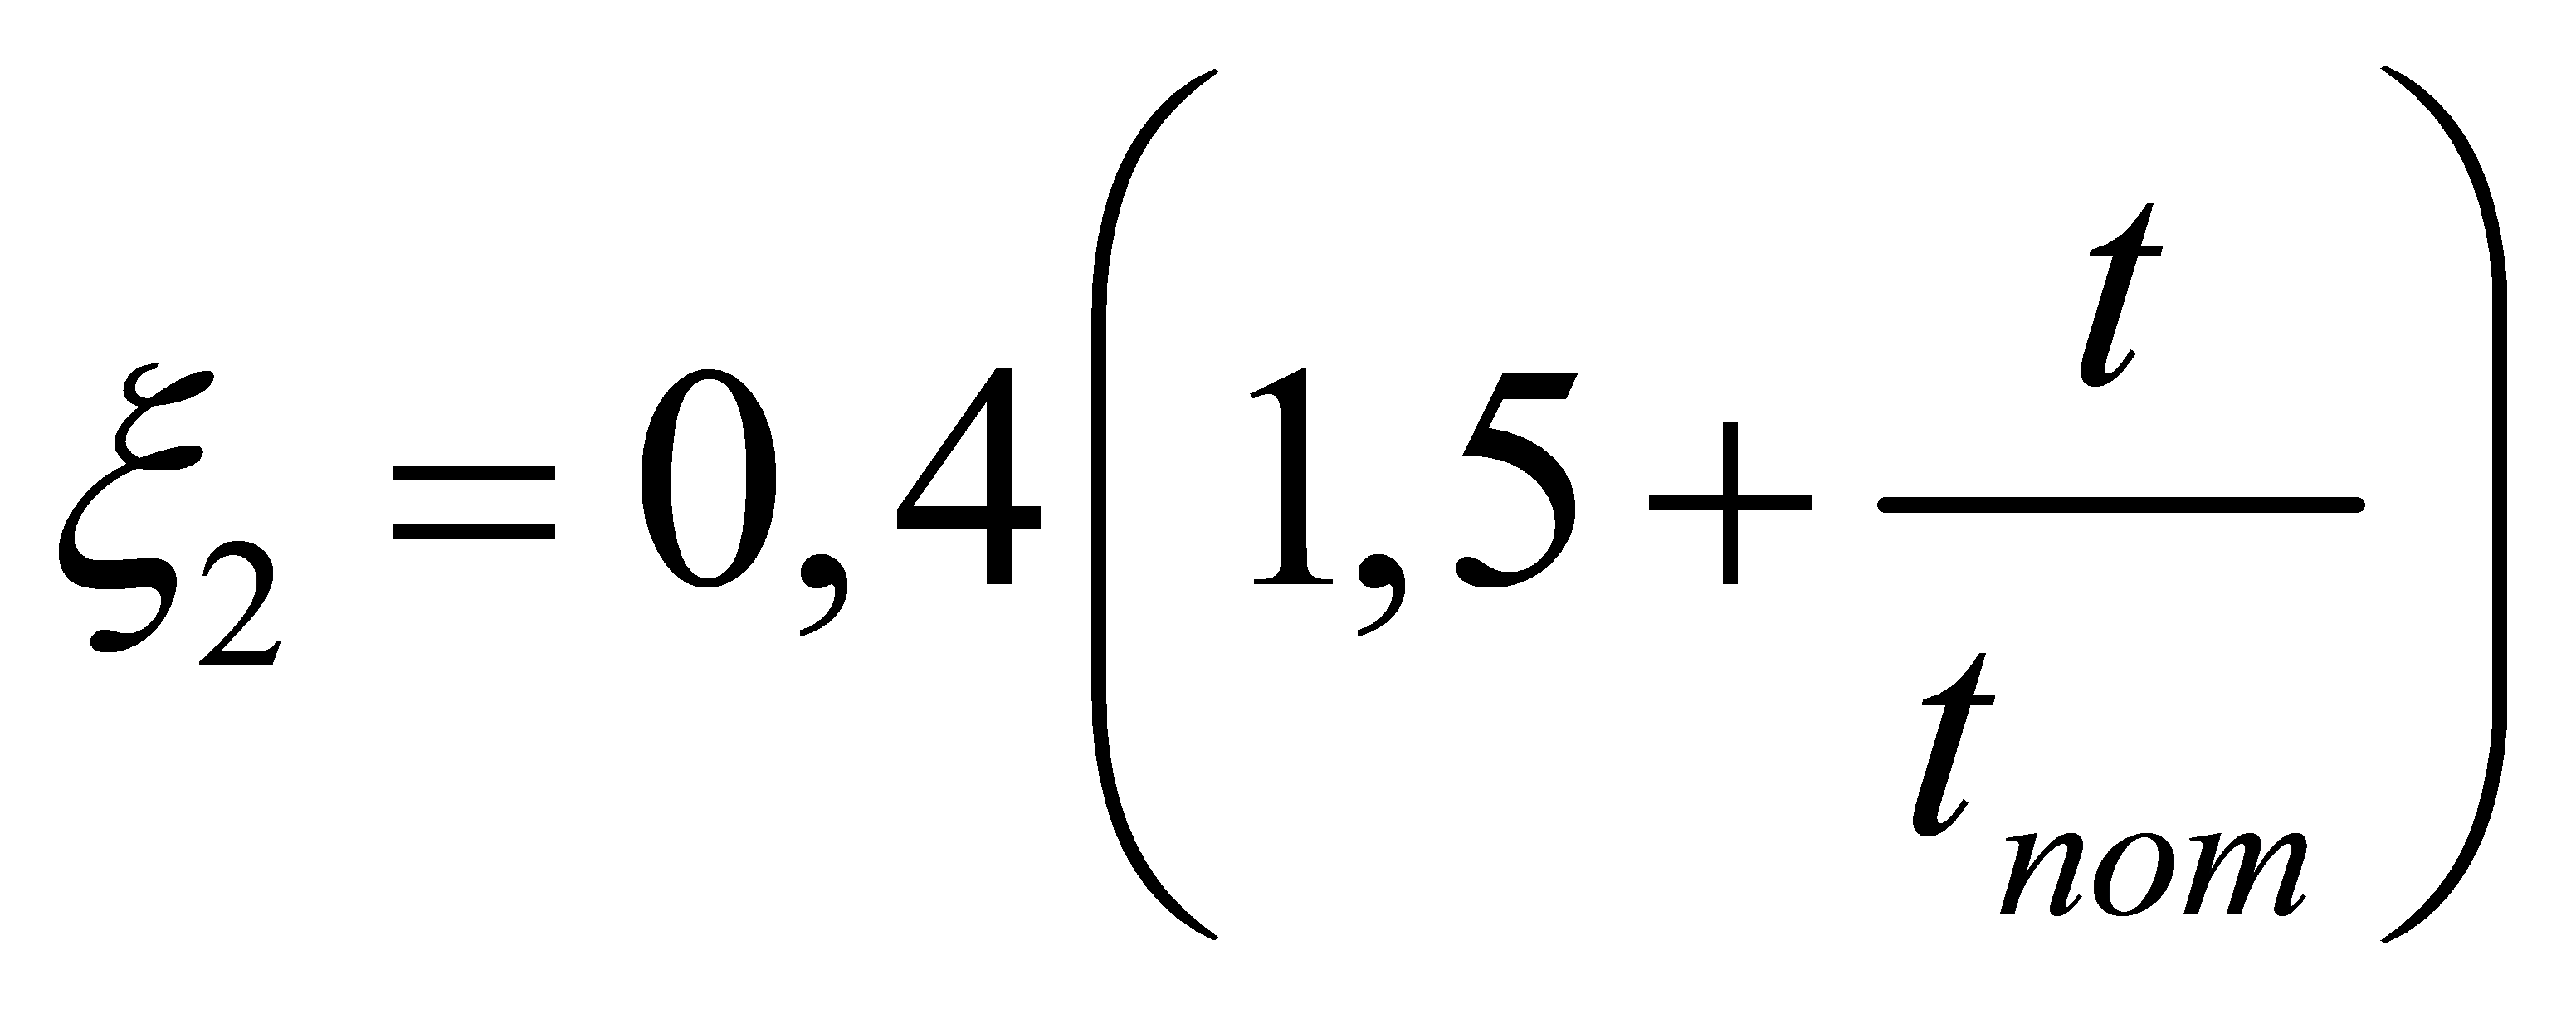 ξ₂ = 0,4 ( 1,5 + t / t_nom )